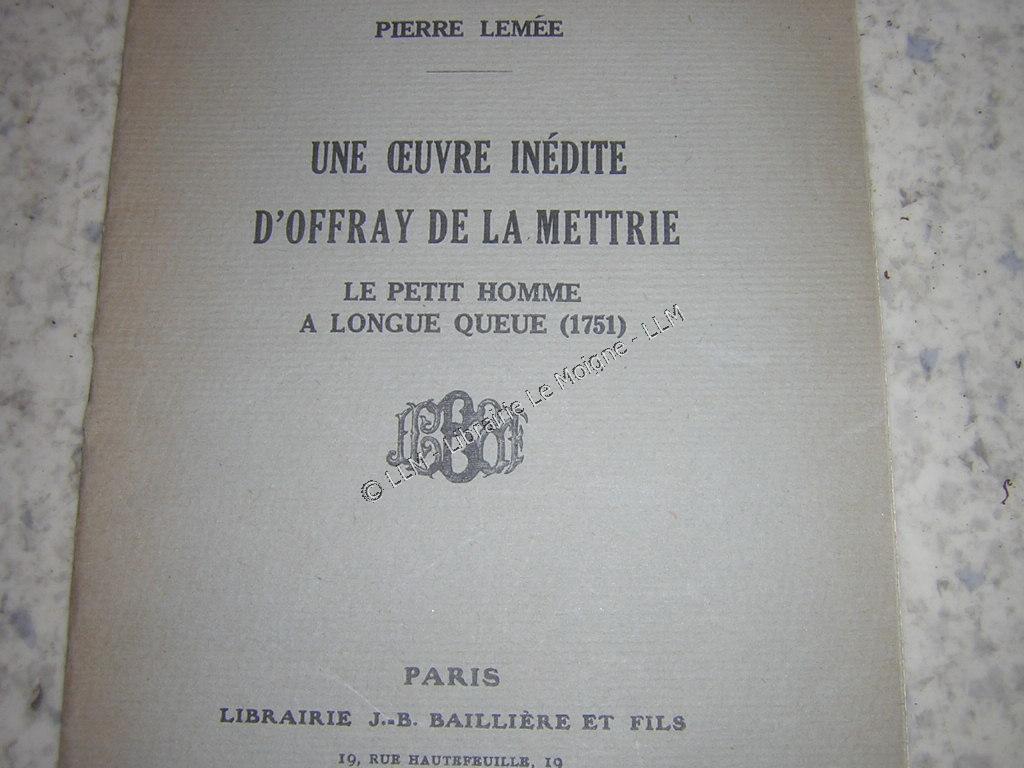 PIERRE LEMÉE
UNE ŒUVRE INÉDITE
D'OFFRAY DE LA METTRIE
LE PETIT HOMME
A LONGUE QUEUE (1751)
© LLM - Librairie Le Moigne - LLM
PARIS
LIBRAIRIE J.-B. BAILLIÈRE ET FILS
19, RUE HAUTEFEUILLE, 19